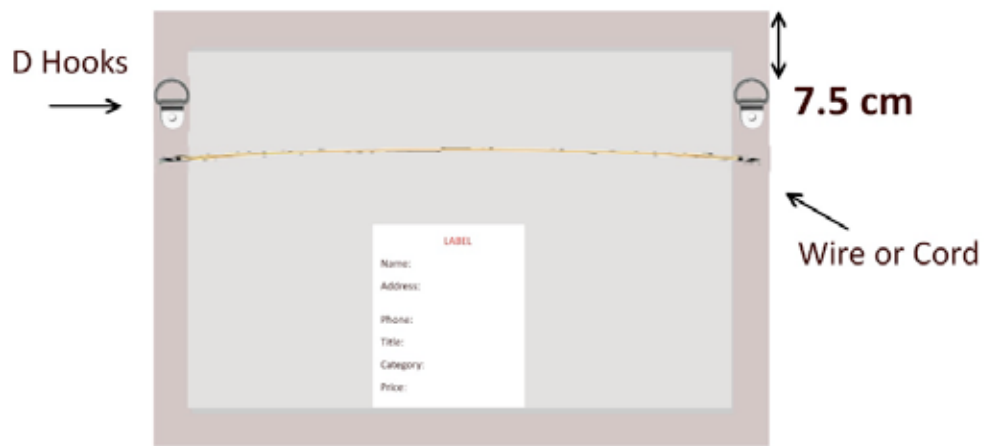 D Hooks
7.5 cm
Wire or Cord
LABEL
Name:
Address:
Phone:
Title:
Category:
Price: